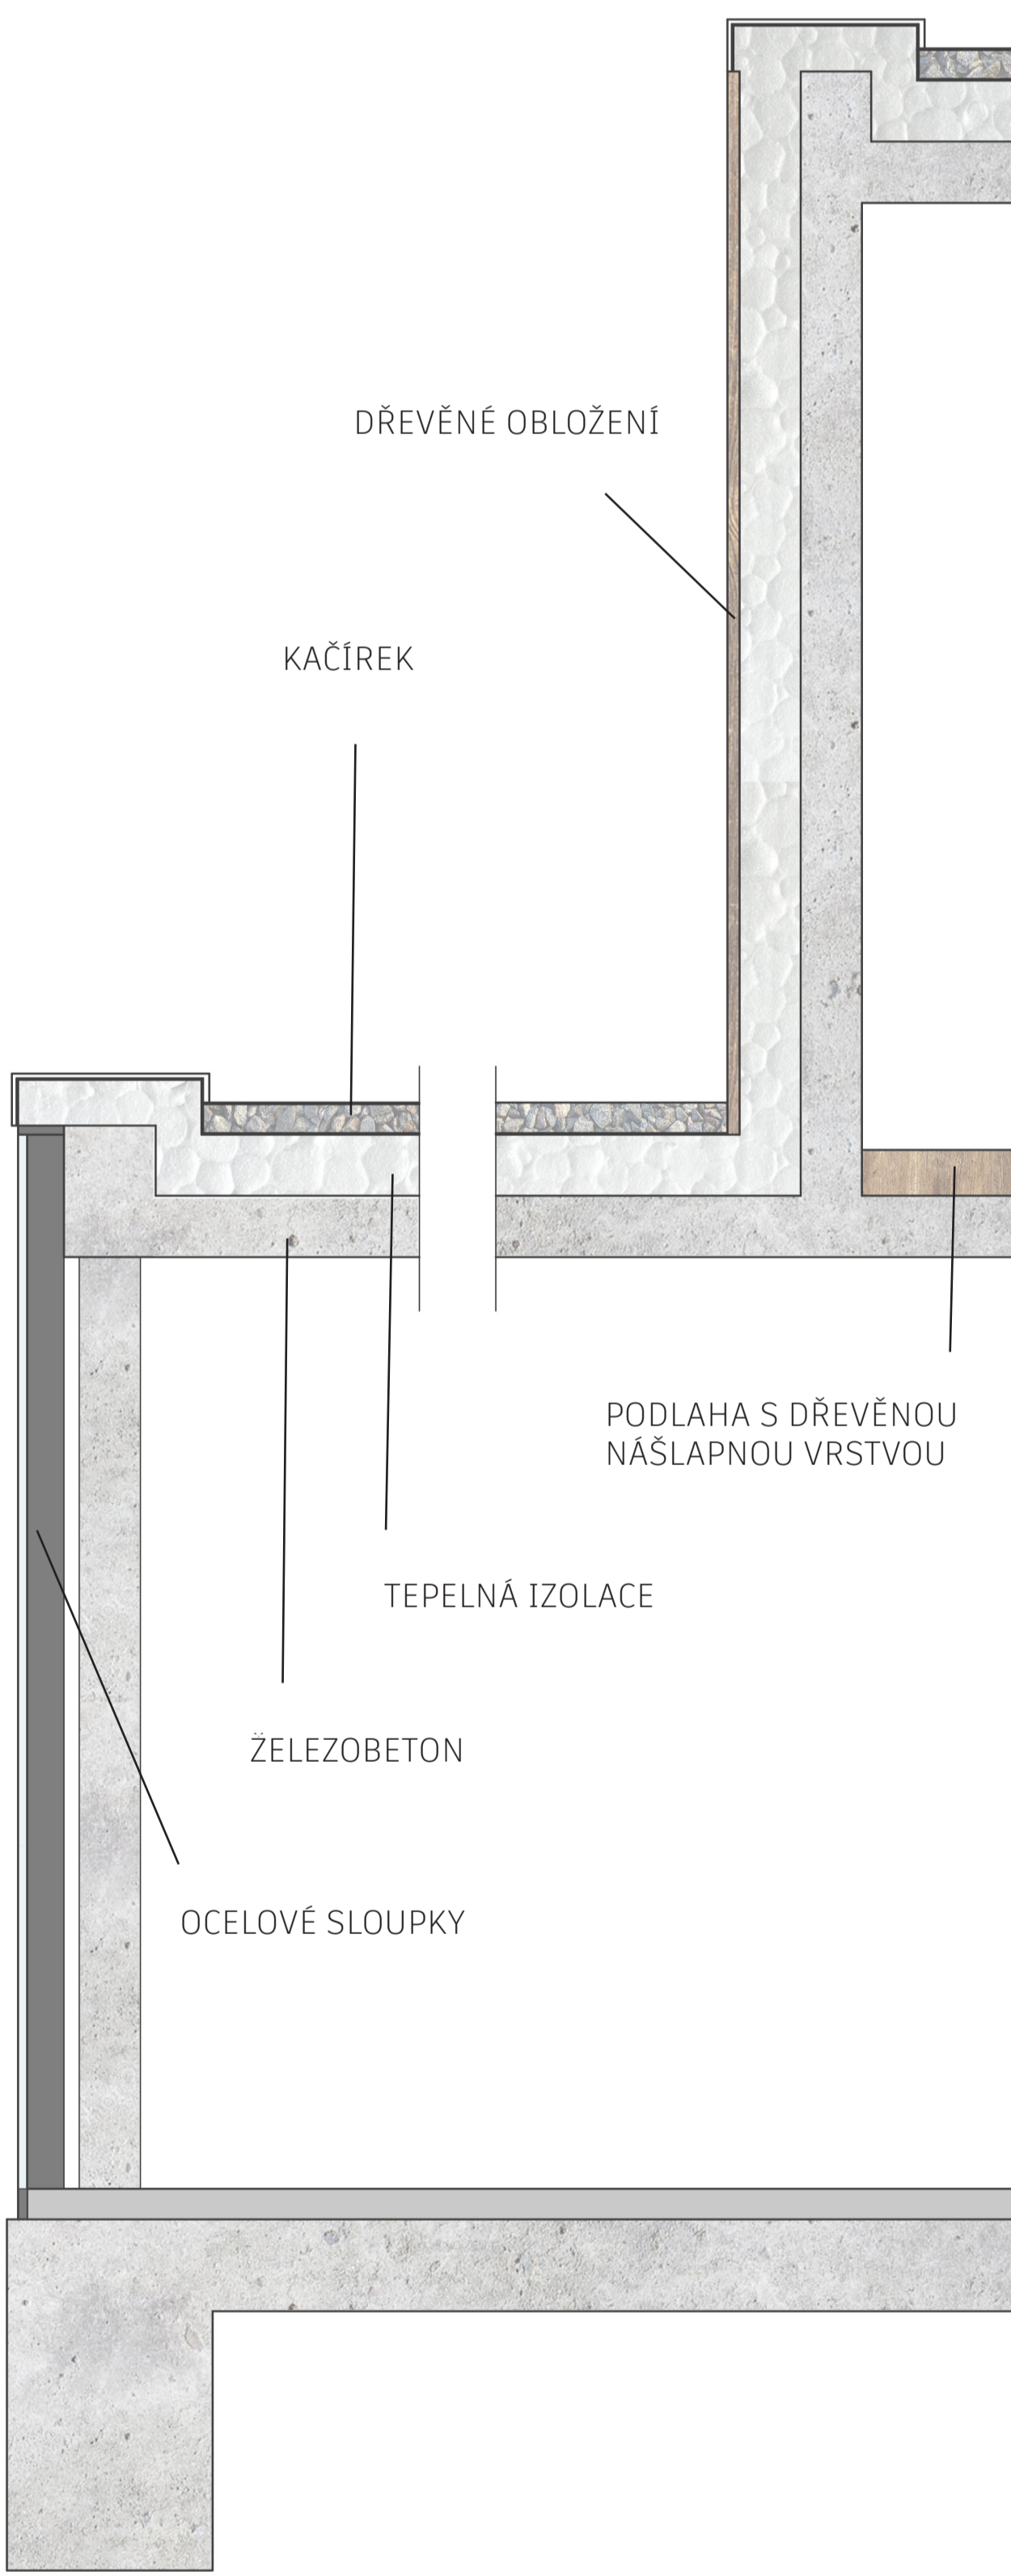 DŘEVĚNÉ OBLOŽENÍ
KAČÍREK
PODLAHA S DŘEVĚNOU
NÁŠLAPNOU VRSTVOU
TEPELNÁ IZOLACE
ŽELEZOBETON
OCELOVÉ SLOUPKY